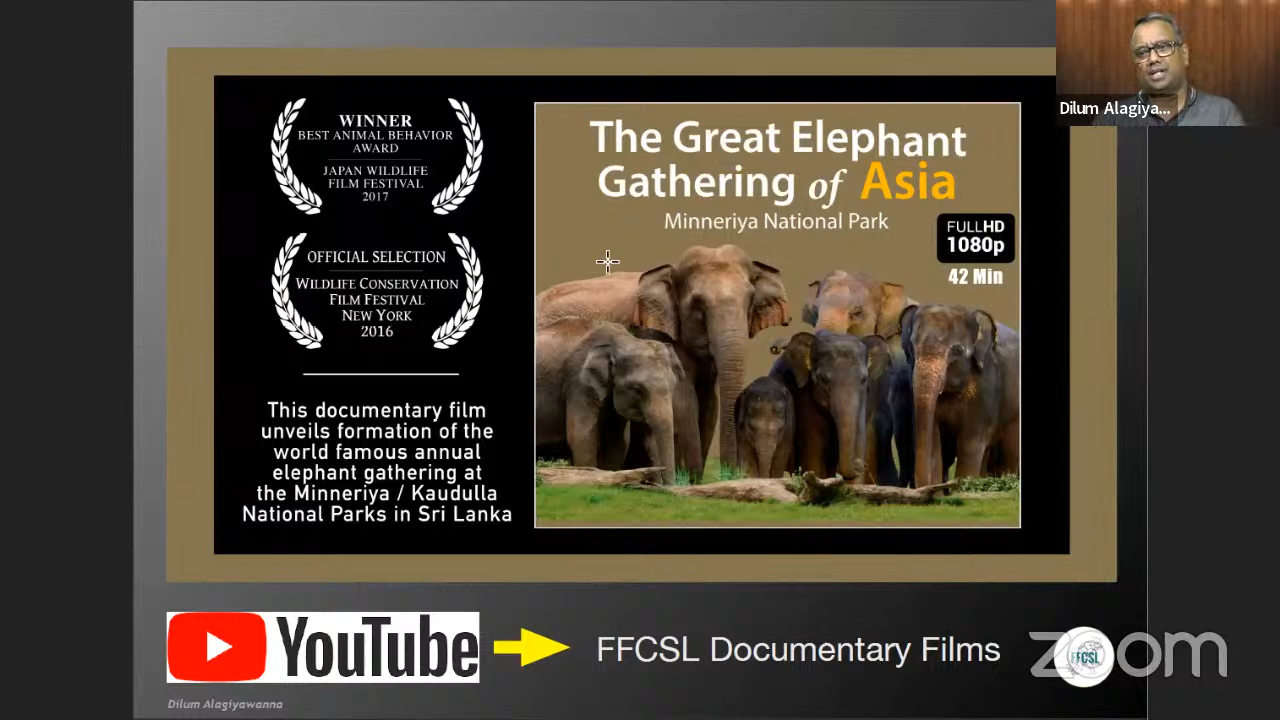 WINNER
BEST ANIMAL BEHAVIOR
AWARD
JAPAN WILDLIFE
FILM FESTIVAL
2017
OFFICIAL SELECTION
WILDLIFE CONSERVATION
FILM FESTIVAL
NEW YORK
2016
This documentary film
unveils formation of the
world famous annual
elephant gathering at
the Minneriya / Kaudulla
National Parks in Sri Lanka
The Great Elephant
Gathering of Asia
Minneriya National Park
FULLHD
1080p
42 Min
Dilum Alagiya...
YouTube
FFCSL Documentary Films
FFCSL
zoom
Dilum Alagiyawanna